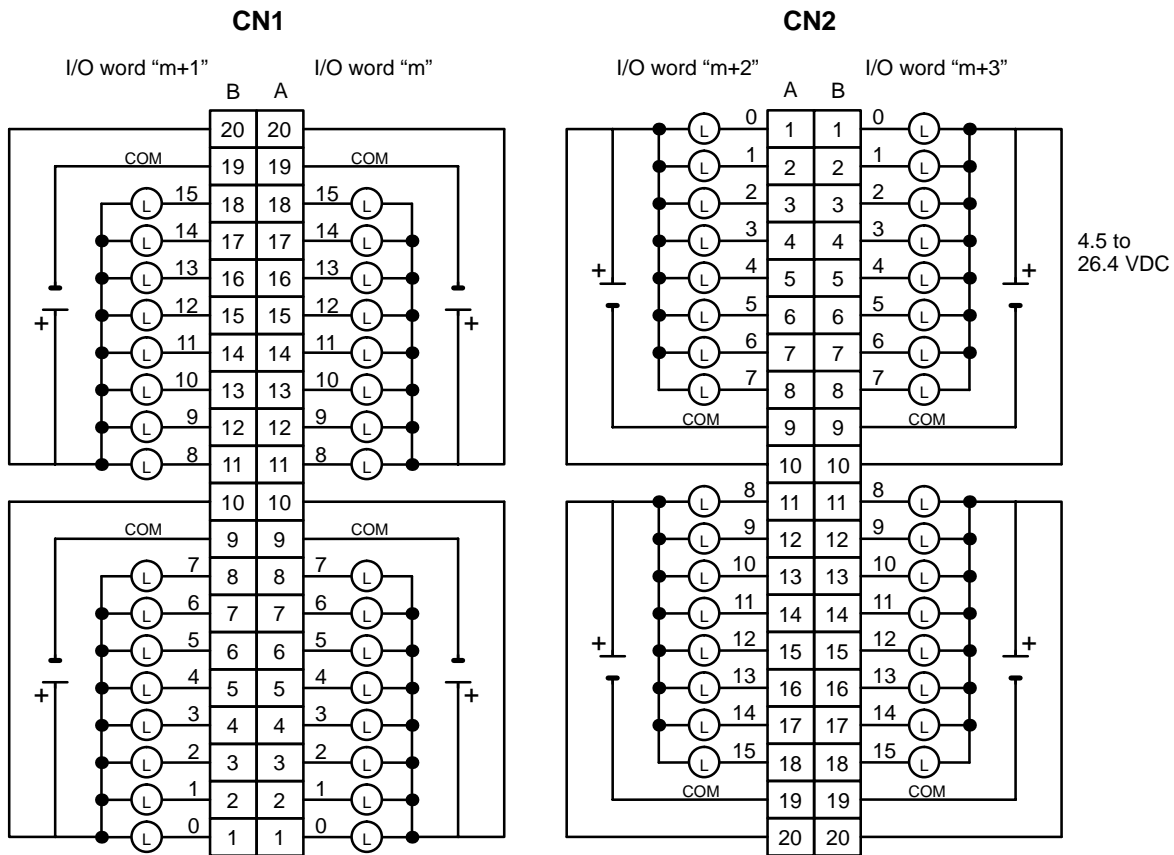 CN1
CN2
I/O word “m+1”
I/O word “m”
I/O word “m+2”
I/O word “m+3”
B A
A B
20 20
COM 19 19 COM
L 15 18 18 15 L
L 14 17 17 14 L
L 13 16 16 13 L
+ L 12 15 15 12 L +
L 11 14 14 11 L
L 10 13 13 10 L
L 9 12 12 9 L
L 8 11 11 8 L
10 10
COM 9 9 COM
L 7 8 8 7 L
L 6 7 7 6 L
L 5 6 6 5 L
+ L 4 5 5 4 L +
L 3 4 4 3 L
L 2 3 3 2 L
L 1 2 2 1 L
L 0 1 1 0 L
L 0 1 1 0 L
L 1 2 2 1 L
L 2 3 3 2 L
L 3 4 4 3 L
+ L 4 5 5 4 L +
L 5 6 6 5 L
L 6 7 7 6 L
L 7 8 8 7 L
COM 9 9 COM
10 10
L 8 11 11 8 L
L 9 12 12 9 L
L 10 13 13 10 L
L 11 14 14 11 L
+ L 12 15 15 12 L +
L 13 16 16 13 L
L 14 17 17 14 L
L 15 18 18 15 L
COM 19 19 COM
20 20
4.5 to
26.4 VDC